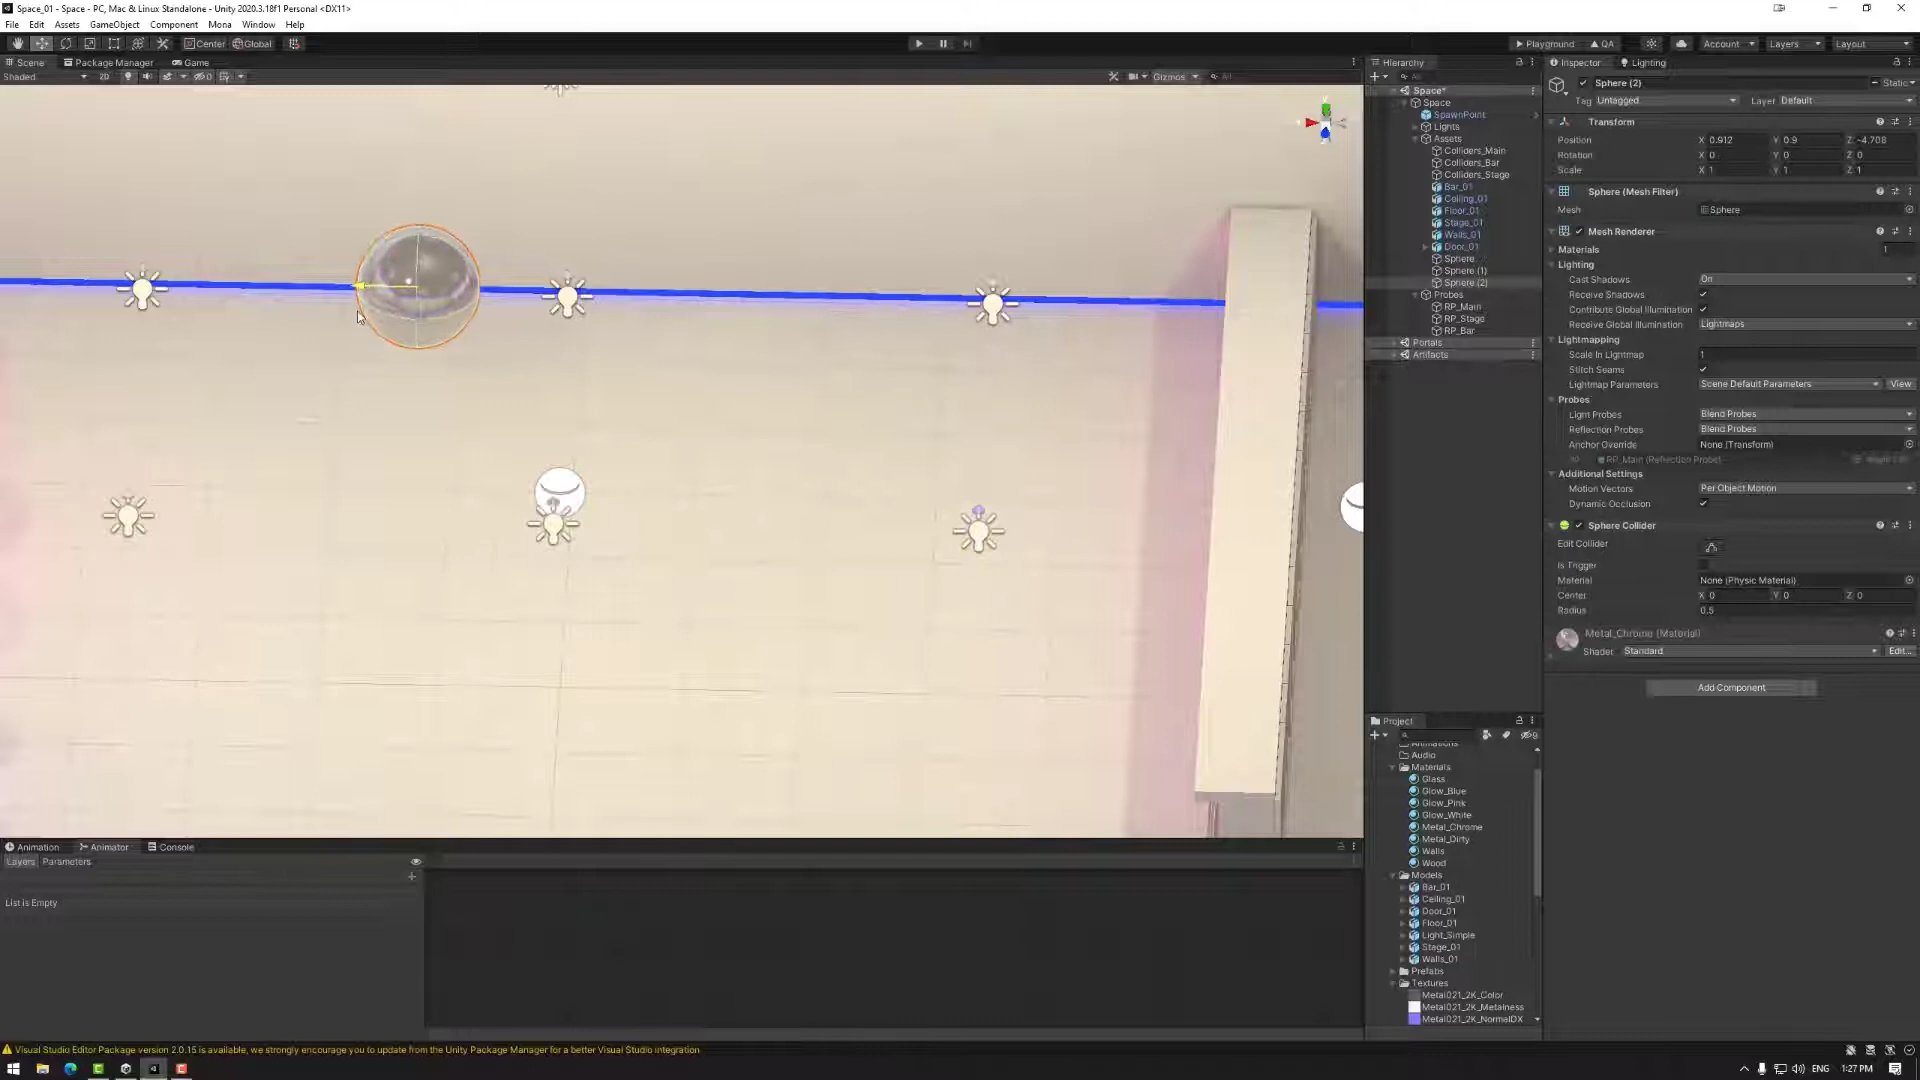 Space_01 - Space - PC, Mac & Linux Standalone - Unity 2020.3.18f1 Personal <DX11>
File Edit Assets GameObject Component Mona Window Help
Center Global
Playground QA Account Layers Layout
Scene Package Manager Game
Shaded 2D 0 Gizmos All
Hierarchy
All
Space*
Space
SpawnPoint
Lights
Assets
Colliders_Main
Colliders_Bar
Colliders_Stage
Bar_01
Ceiling_01
Floor_01
Stage_01
Walls_01
Door_01
Sphere
Sphere (1)
Sphere (2)
Probes
RP_Main
RP_Stage
RP_Bar
Portals
Artifacts
Inspector Lighting
Sphere (2) Static
Tag Untagged Layer Default
Transform
Position X 0.912 Y 0.9 Z -4.708
Rotation X 0 Y 0 Z 0
Scale X 1 Y 1 Z 1
Sphere (Mesh Filter)
Mesh Sphere
Mesh Renderer
Materials 1
Lighting
Cast Shadows On
Receive Shadows
Contribute Global Illumination
Receive Global Illumination Lightmaps
Lightmapping
Scale In Lightmap 1
Stitch Seams
Lightmap Parameters Scene Default Parameters View
Probes
Light Probes Blend Probes
Reflection Probes Blend Probes
Anchor Override None (Transform)
RP_Main (Reflection Probe)
Additional Settings
Motion Vectors Per Object Motion
Dynamic Occlusion
Sphere Collider
Edit Collider
Is Trigger
Material None (Physic Material)
Center X 0 Y 0 Z 0
Radius 0.5
Metal_Chrome (Material)
Shader Standard Edit...
Add Component
Project
Animations
Audio
Materials
Glass
Glow_Blue
Glow_Pink
Glow_White
Metal_Chrome
Metal_Dirty
Walls
Wood
Models
Bar_01
Ceiling_01
Door_01
Floor_01
Light_Simple
Stage_01
Walls_01
Prefabs
Textures
Metal021_2K_Color
Metal021_2K_Metalness
Metal021_2K_NormalDX
Animation Animator Console
Layers Parameters
List is Empty
Visual Studio Editor Package version 2.0.15 is available, we strongly encourage you to update from the Unity Package Manager for a better Visual Studio integration
ENG 1:27 PM